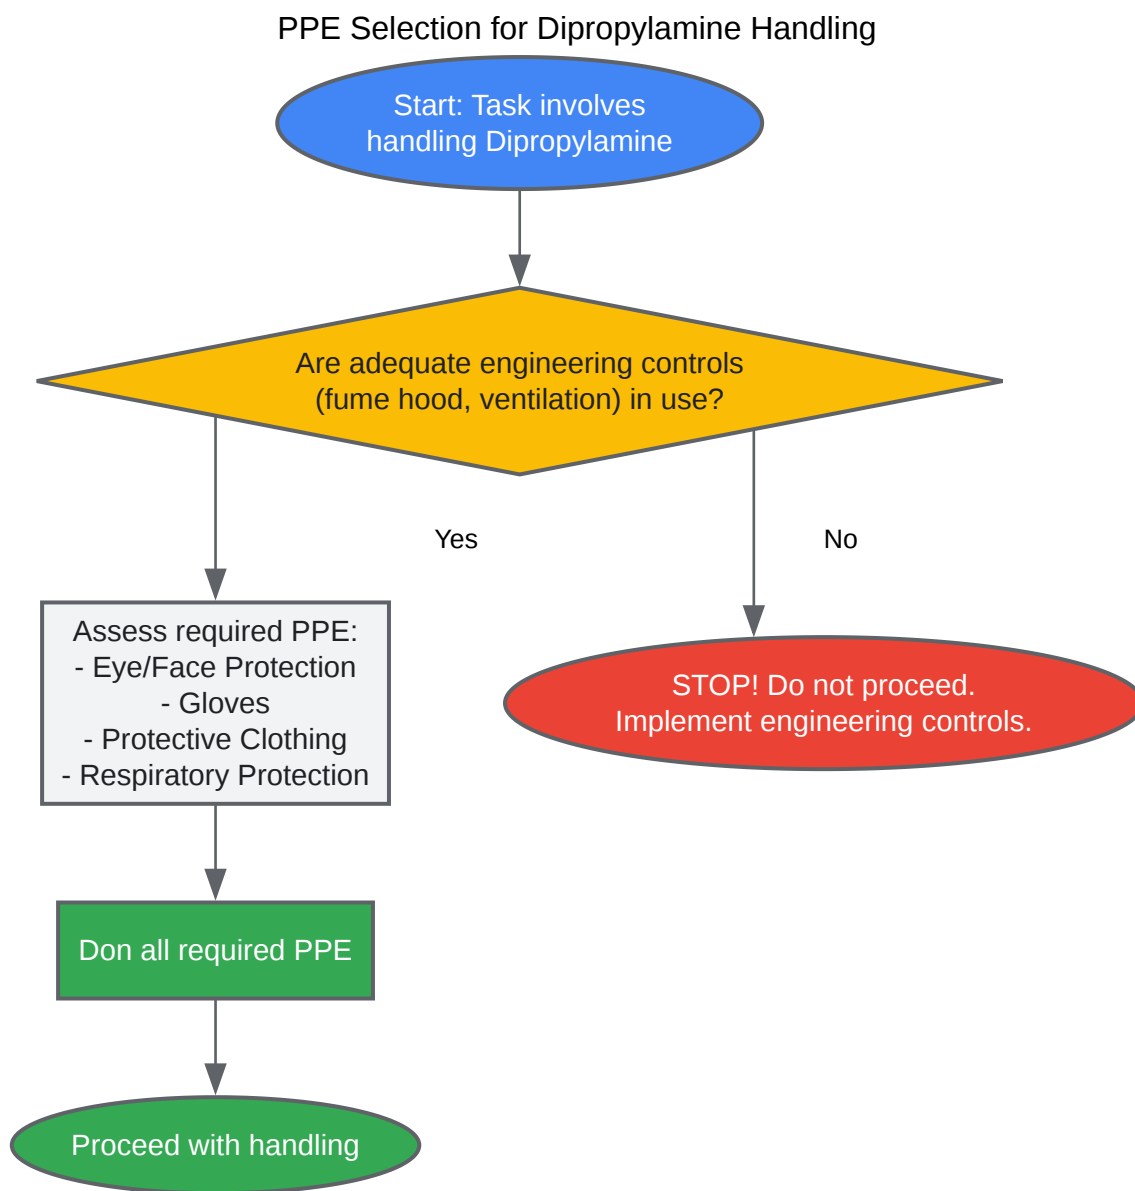 PPE Selection for Dipropylamine Handling
Start: Task involves
handling Dipropylamine
Are adequate engineering controls
(fume hood, ventilation) in use?
Yes
No
Assess required PPE:
- Eye/Face Protection
- Gloves
- Protective Clothing
- Respiratory Protection
STOP! Do not proceed.
Implement engineering controls.
Don all required PPE
Proceed with handling